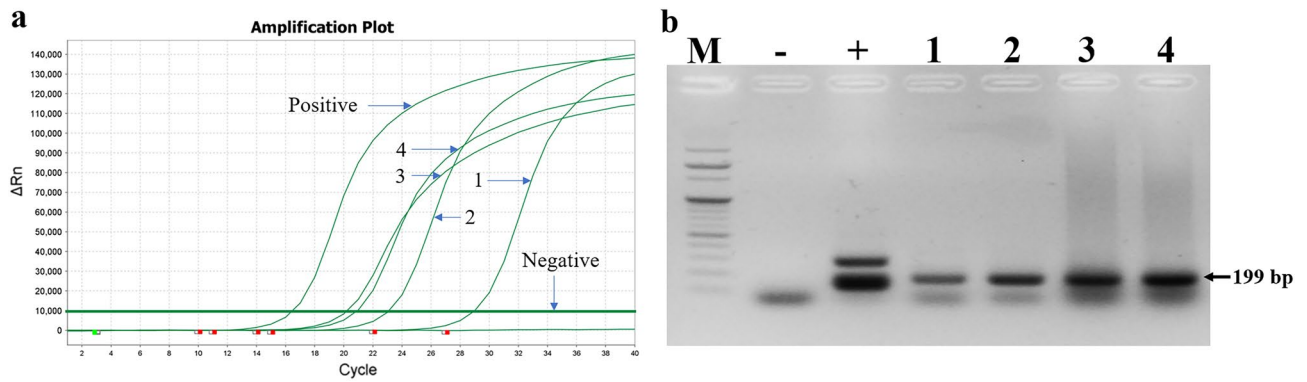 a
Amplification Plot
140,000
130,000
120,000
110,000
100,000
90,000
80,000
70,000
60,000
50,000
40,000
30,000
20,000
10,000
0
ΔRn
Positive
4
3
1
2
Negative
2 4 6 8 10 12 14 16 18 20 22 24 26 28 30 32 34 36 38 40
Cycle
b
M - + 1 2 3 4
199 bp